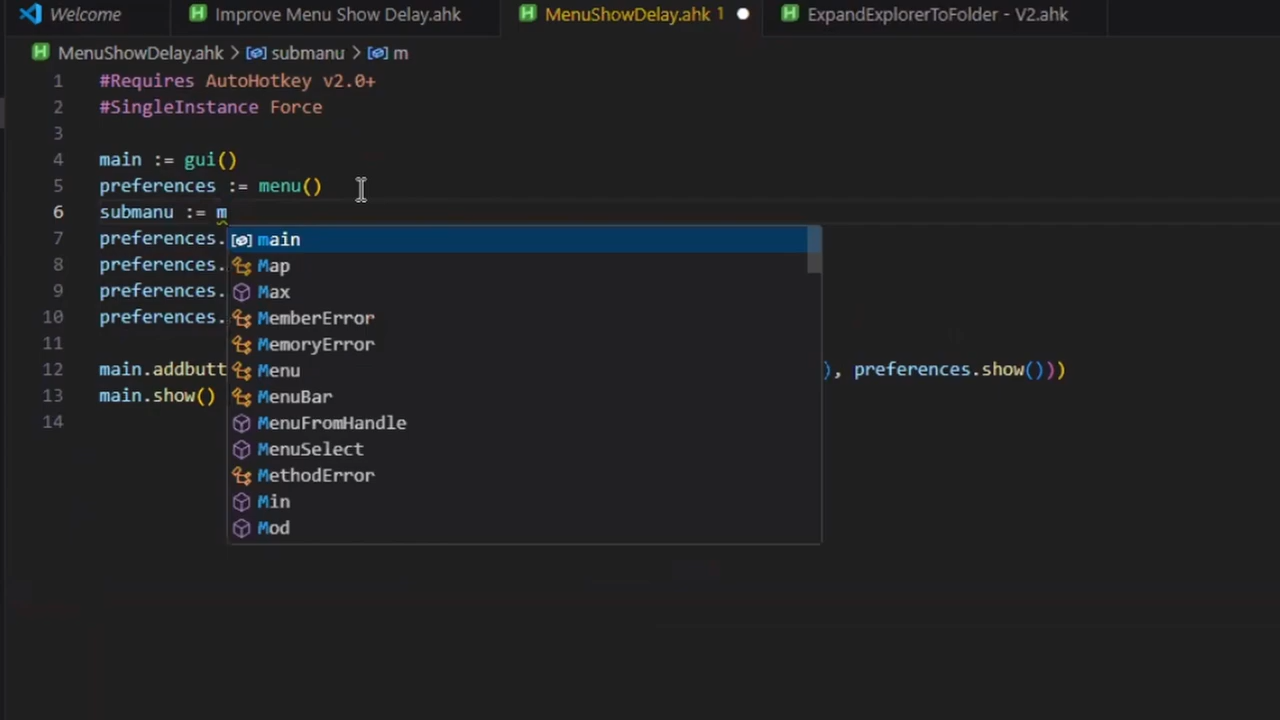 Welcome Improve Menu Show Delay.ahk MenuShowDelay.ahk 1 ExpandExplorerToFolder - V2.ahk
MenuShowDelay.ahk > submanu > m
1 #Requires AutoHotkey v2.0+
2 #SingleInstance Force
3
4 main := gui()
5 preferences := menu()
6 submanu := m
7 preferences. main
8 preferences. Map
9 preferences. Max
10 preferences. MemberError
11 MemoryError
12 main.addbutt Menu ), preferences.show()))
13 main.show() MenuBar
14 MenuFromHandle
MenuSelect
MethodError
Min
Mod